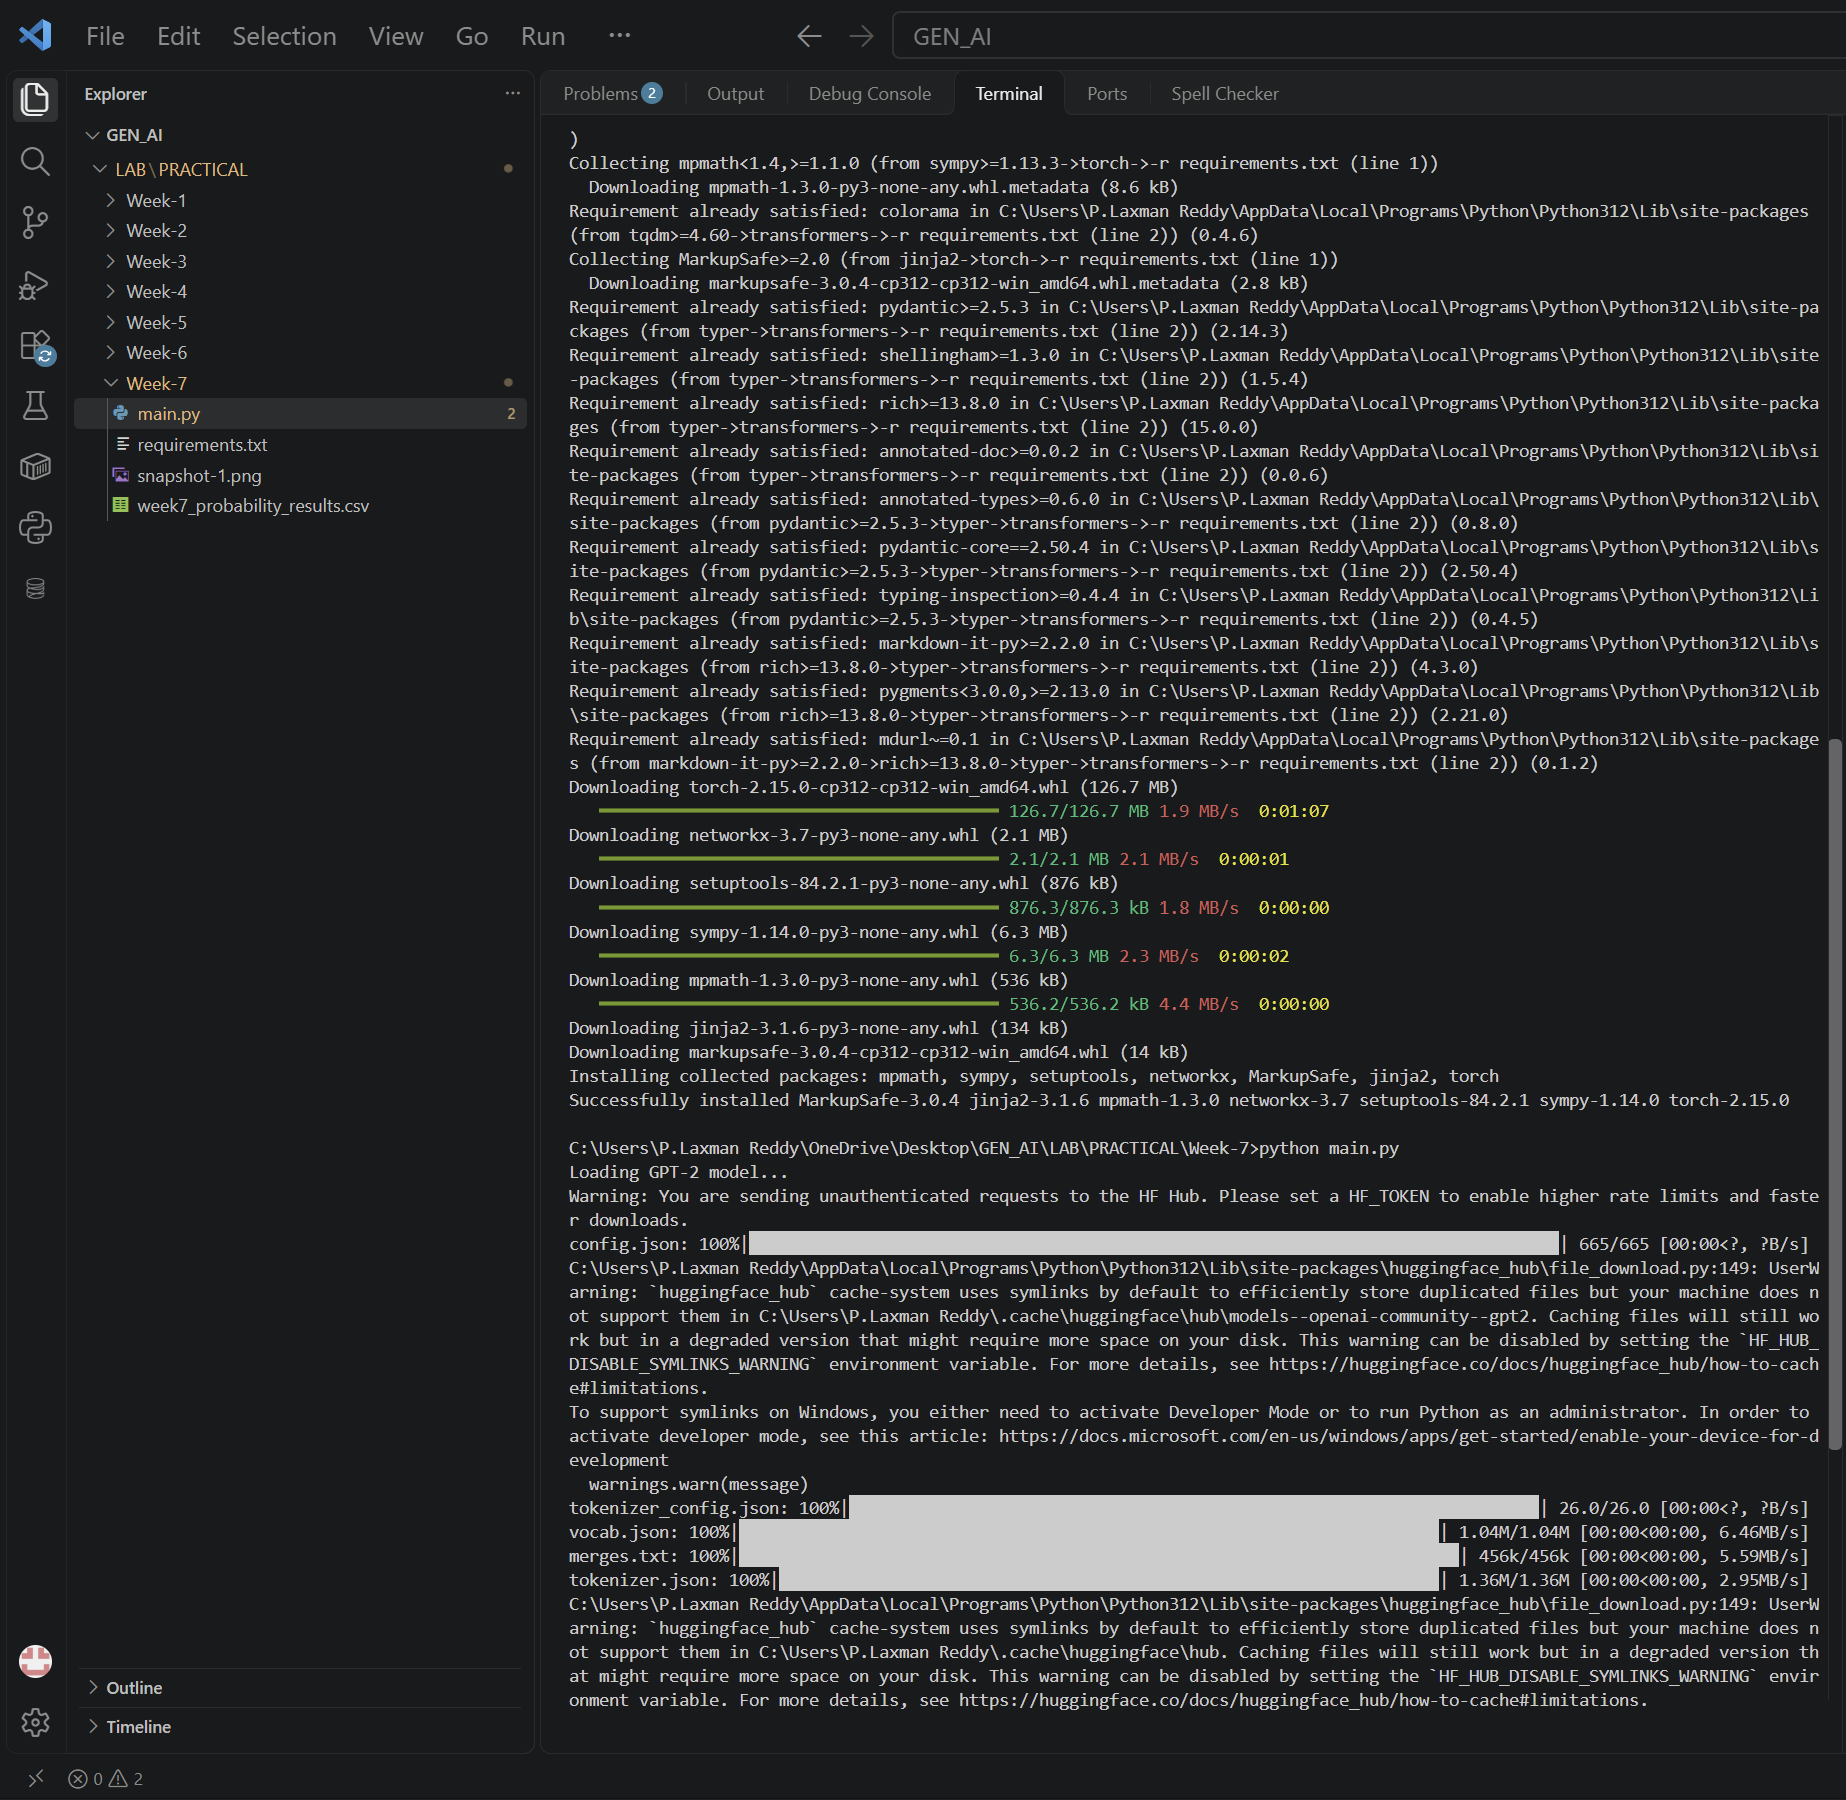 File Edit Selection View Go Run ... GEN_AI
Explorer ...
GEN_AI
LAB\PRACTICAL
Week-1
Week-2
Week-3
Week-4
Week-5
Week-6
Week-7
main.py 2
requirements.txt
snapshot-1.png
week7_probability_results.csv
Outline
Timeline
Problems 2 Output Debug Console Terminal Ports Spell Checker
)
Collecting mpmath<1.4,>=1.1.0 (from sympy>=1.13.3->torch->-r requirements.txt (line 1))
Downloading mpmath-1.3.0-py3-none-any.whl.metadata (8.6 kB)
Requirement already satisfied: colorama in C:\Users\P.Laxman Reddy\AppData\Local\Programs\Python\Python312\Lib\site-packages
(from tqdm>=4.60->transformers->-r requirements.txt (line 2)) (0.4.6)
Collecting MarkupSafe>=2.0 (from jinja2->torch->-r requirements.txt (line 1))
Downloading markupsafe-3.0.4-cp312-cp312-win_amd64.whl.metadata (2.8 kB)
Requirement already satisfied: pydantic>=2.5.3 in C:\Users\P.Laxman Reddy\AppData\Local\Programs\Python\Python312\Lib\site-pa
ckages (from typer->transformers->-r requirements.txt (line 2)) (2.14.3)
Requirement already satisfied: shellingham>=1.3.0 in C:\Users\P.Laxman Reddy\AppData\Local\Programs\Python\Python312\Lib\site
-packages (from typer->transformers->-r requirements.txt (line 2)) (1.5.4)
Requirement already satisfied: rich>=13.8.0 in C:\Users\P.Laxman Reddy\AppData\Local\Programs\Python\Python312\Lib\site-packa
ges (from typer->transformers->-r requirements.txt (line 2)) (15.0.0)
Requirement already satisfied: annotated-doc>=0.0.2 in C:\Users\P.Laxman Reddy\AppData\Local\Programs\Python\Python312\Lib\si
te-packages (from typer->transformers->-r requirements.txt (line 2)) (0.0.6)
Requirement already satisfied: annotated-types>=0.6.0 in C:\Users\P.Laxman Reddy\AppData\Local\Programs\Python\Python312\Lib\
site-packages (from pydantic>=2.5.3->typer->transformers->-r requirements.txt (line 2)) (0.8.0)
Requirement already satisfied: pydantic-core==2.50.4 in C:\Users\P.Laxman Reddy\AppData\Local\Programs\Python\Python312\Lib\s
ite-packages (from pydantic>=2.5.3->typer->transformers->-r requirements.txt (line 2)) (2.50.4)
Requirement already satisfied: typing-inspection>=0.4.4 in C:\Users\P.Laxman Reddy\AppData\Local\Programs\Python\Python312\Li
b\site-packages (from pydantic>=2.5.3->typer->transformers->-r requirements.txt (line 2)) (0.4.5)
Requirement already satisfied: markdown-it-py>=2.2.0 in C:\Users\P.Laxman Reddy\AppData\Local\Programs\Python\Python312\Lib\s
ite-packages (from rich>=13.8.0->typer->transformers->-r requirements.txt (line 2)) (4.3.0)
Requirement already satisfied: pygments<3.0.0,>=2.13.0 in C:\Users\P.Laxman Reddy\AppData\Local\Programs\Python\Python312\Lib
\site-packages (from rich>=13.8.0->typer->transformers->-r requirements.txt (line 2)) (2.21.0)
Requirement already satisfied: mdurl~=0.1 in C:\Users\P.Laxman Reddy\AppData\Local\Programs\Python\Python312\Lib\site-package
s (from markdown-it-py>=2.2.0->rich>=13.8.0->typer->transformers->-r requirements.txt (line 2)) (0.1.2)
Downloading torch-2.15.0-cp312-cp312-win_amd64.whl (126.7 MB)
126.7/126.7 MB 1.9 MB/s 0:01:07
Downloading networkx-3.7-py3-none-any.whl (2.1 MB)
2.1/2.1 MB 2.1 MB/s 0:00:01
Downloading setuptools-84.2.1-py3-none-any.whl (876 kB)
876.3/876.3 kB 1.8 MB/s 0:00:00
Downloading sympy-1.14.0-py3-none-any.whl (6.3 MB)
6.3/6.3 MB 2.3 MB/s 0:00:02
Downloading mpmath-1.3.0-py3-none-any.whl (536 kB)
536.2/536.2 kB 4.4 MB/s 0:00:00
Downloading jinja2-3.1.6-py3-none-any.whl (134 kB)
Downloading markupsafe-3.0.4-cp312-cp312-win_amd64.whl (14 kB)
Installing collected packages: mpmath, sympy, setuptools, networkx, MarkupSafe, jinja2, torch
Successfully installed MarkupSafe-3.0.4 jinja2-3.1.6 mpmath-1.3.0 networkx-3.7 setuptools-84.2.1 sympy-1.14.0 torch-2.15.0
C:\Users\P.Laxman Reddy\OneDrive\Desktop\GEN_AI\LAB\PRACTICAL\Week-7>python main.py
Loading GPT-2 model...
Warning: You are sending unauthenticated requests to the HF Hub. Please set a HF_TOKEN to enable higher rate limits and faste
r downloads.
config.json: 100%| | 665/665 [00:00<?, ?B/s]
C:\Users\P.Laxman Reddy\AppData\Local\Programs\Python\Python312\Lib\site-packages\huggingface_hub\file_download.py:149: UserW
arning: `huggingface_hub` cache-system uses symlinks by default to efficiently store duplicated files but your machine does n
ot support them in C:\Users\P.Laxman Reddy\.cache\huggingface\hub\models--openai-community--gpt2. Caching files will still wo
rk but in a degraded version that might require more space on your disk. This warning can be disabled by setting the `HF_HUB_
DISABLE_SYMLINKS_WARNING` environment variable. For more details, see https://huggingface.co/docs/huggingface_hub/how-to-cach
e#limitations.
To support symlinks on Windows, you either need to activate Developer Mode or to run Python as an administrator. In order to
activate developer mode, see this article: https://docs.microsoft.com/en-us/windows/apps/get-started/enable-your-device-for-d
evelopment
warnings.warn(message)
tokenizer_config.json: 100%| | 26.0/26.0 [00:00<?, ?B/s]
vocab.json: 100%| | 1.04M/1.04M [00:00<00:00, 6.46MB/s]
merges.txt: 100%| | 456k/456k [00:00<00:00, 5.59MB/s]
tokenizer.json: 100%| | 1.36M/1.36M [00:00<00:00, 2.95MB/s]
C:\Users\P.Laxman Reddy\AppData\Local\Programs\Python\Python312\Lib\site-packages\huggingface_hub\file_download.py:149: UserW
arning: `huggingface_hub` cache-system uses symlinks by default to efficiently store duplicated files but your machine does n
ot support them in C:\Users\P.Laxman Reddy\.cache\huggingface\hub. Caching files will still work but in a degraded version th
at might require more space on your disk. This warning can be disabled by setting the `HF_HUB_DISABLE_SYMLINKS_WARNING` envir
onment variable. For more details, see https://huggingface.co/docs/huggingface_hub/how-to-cache#limitations.
0 2